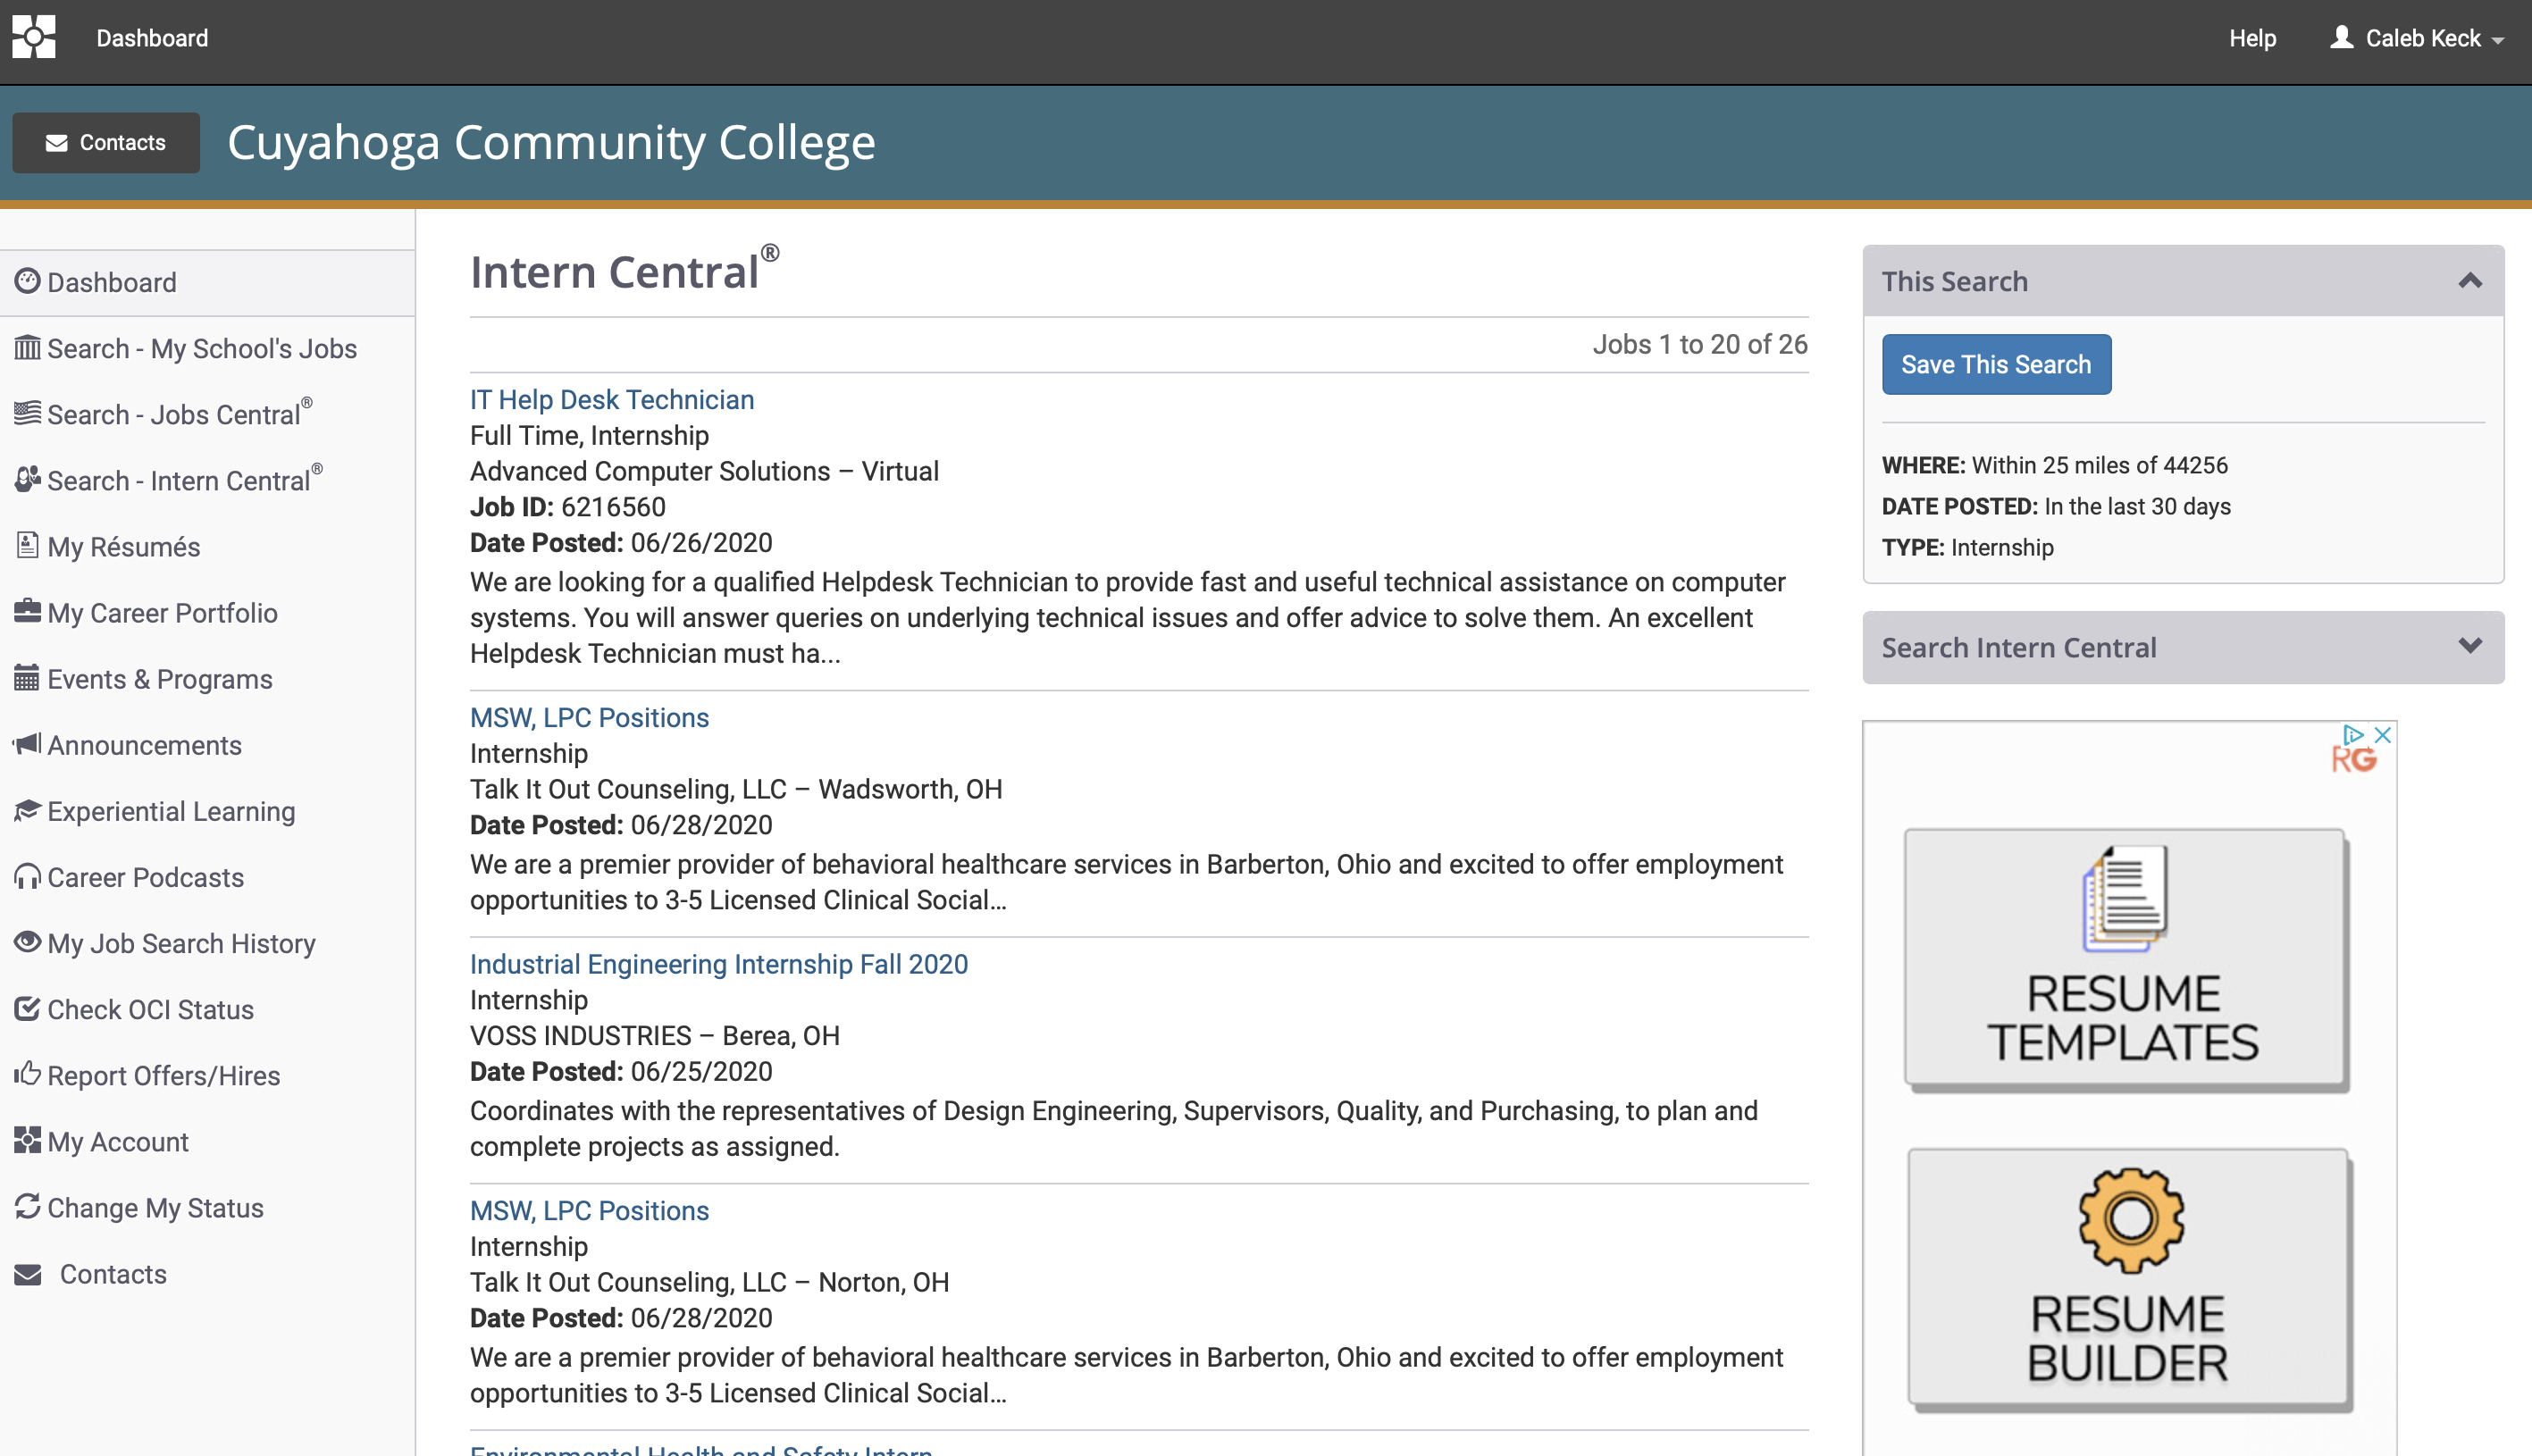 Dashboard
Help
Caleb Keck
Contacts
Cuyahoga Community College
Dashboard
Search - My School's Jobs
Search - Jobs Central®
Search - Intern Central®
My Résumés
My Career Portfolio
Events & Programs
Announcements
Experiential Learning
Career Podcasts
My Job Search History
Check OCI Status
Report Offers/Hires
My Account
Change My Status
Contacts
Intern Central®
Jobs 1 to 20 of 26
IT Help Desk Technician
Full Time, Internship
Advanced Computer Solutions – Virtual
Job ID: 6216560
Date Posted: 06/26/2020
We are looking for a qualified Helpdesk Technician to provide fast and useful technical assistance on computer
systems. You will answer queries on underlying technical issues and offer advice to solve them. An excellent
Helpdesk Technician must ha...
MSW, LPC Positions
Internship
Talk It Out Counseling, LLC – Wadsworth, OH
Date Posted: 06/28/2020
We are a premier provider of behavioral healthcare services in Barberton, Ohio and excited to offer employment
opportunities to 3-5 Licensed Clinical Social...
Industrial Engineering Internship Fall 2020
Internship
VOSS INDUSTRIES – Berea, OH
Date Posted: 06/25/2020
Coordinates with the representatives of Design Engineering, Supervisors, Quality, and Purchasing, to plan and
complete projects as assigned.
MSW, LPC Positions
Internship
Talk It Out Counseling, LLC – Norton, OH
Date Posted: 06/28/2020
We are a premier provider of behavioral healthcare services in Barberton, Ohio and excited to offer employment
opportunities to 3-5 Licensed Clinical Social...
Environmental Health and Safety Intern
This Search
Save This Search
WHERE: Within 25 miles of 44256
DATE POSTED: In the last 30 days
TYPE: Internship
Search Intern Central
RG
RESUME
TEMPLATES
RESUME
BUILDER